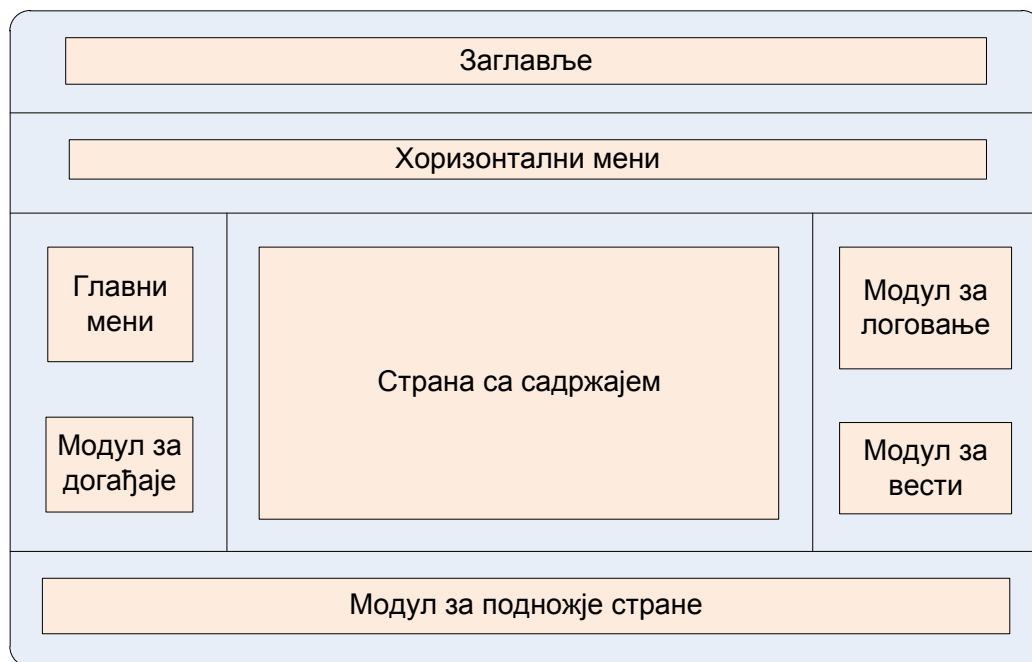 Заглавље
Хоризонтални мени
Главни
мени
Модул за
догађаје
Страна са садржајем
Модул за
логовање
Модул за
вести
Модул за подножје стране